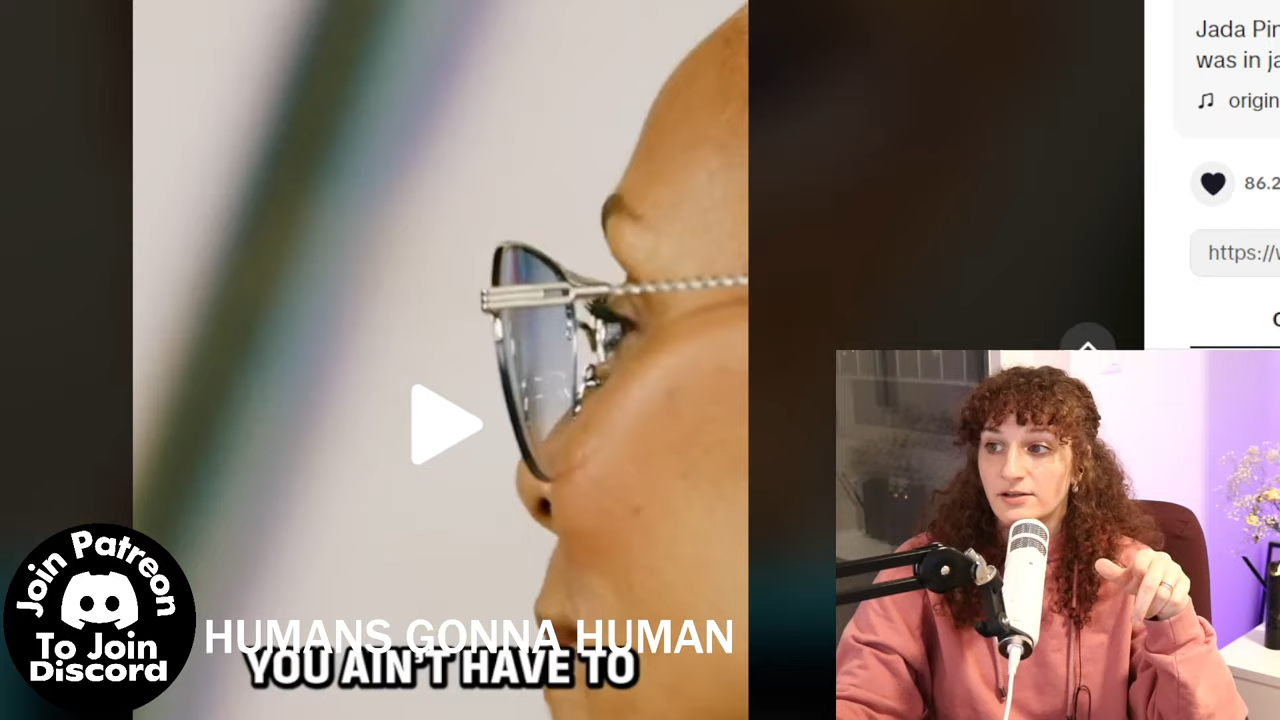 Jada Pin
was in ja
origin
86.2
https://w
Join Patreon
To Join
Discord
HUMANS GONNA HUMAN
YOU AIN'T HAVE TO